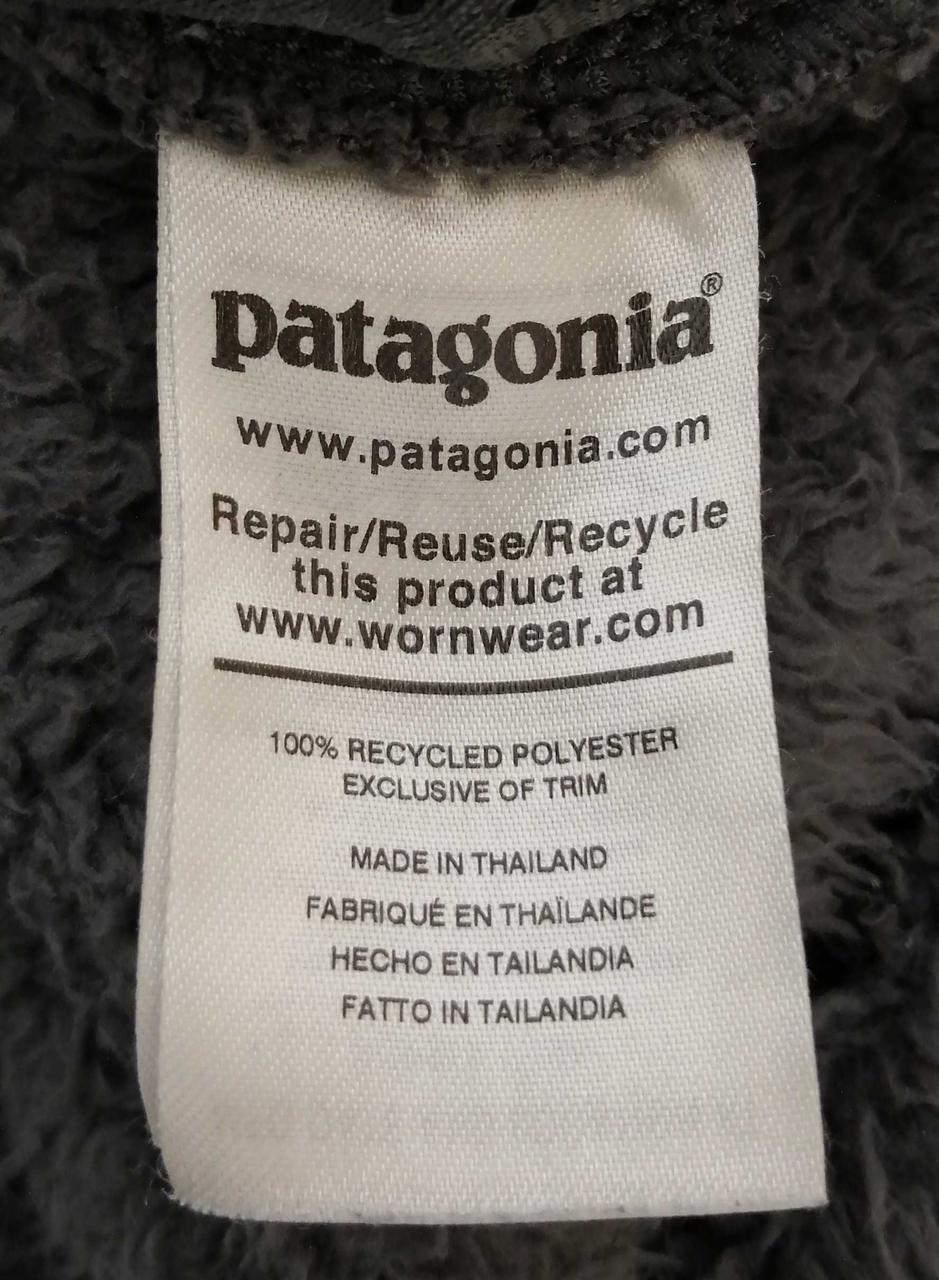 patagonia®
www.patagonia.com
Repair/Reuse/Recycle
this product at
www.wornwear.com
100% RECYCLED POLYESTER
EXCLUSIVE OF TRIM
MADE IN THAILAND
FABRIQUÉ EN THAÏLANDE
HECHO EN TAILANDIA
FATTO IN TAILANDIA